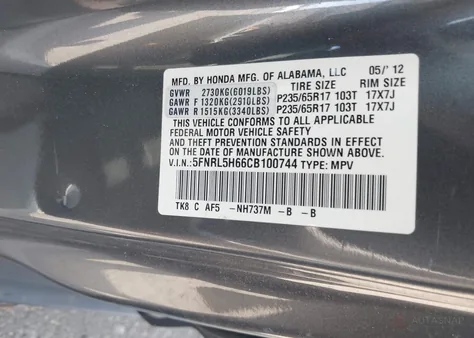 MFD. BY HONDA MFG. OF ALABAMA, LLC 05/'12
TIRE SIZE RIM SIZE
GVWR 2730KG(6019LBS)
GAWR F 1320KG(2910LBS) P235/65R17 103T 17X7J
GAWR R 1515KG(3340LBS) P235/65R17 103T 17X7J
THIS VEHICLE CONFORMS TO ALL APPLICABLE
FEDERAL MOTOR VEHICLE SAFETY
AND THEFT PREVENTION STANDARDS IN EFFECT
ON THE DATE OF MANUFACTURE SHOWN ABOVE.
V.I.N: 5FNRL5H66CB100744 TYPE: MPV
TK8 C AF5 -NH737M -B -B